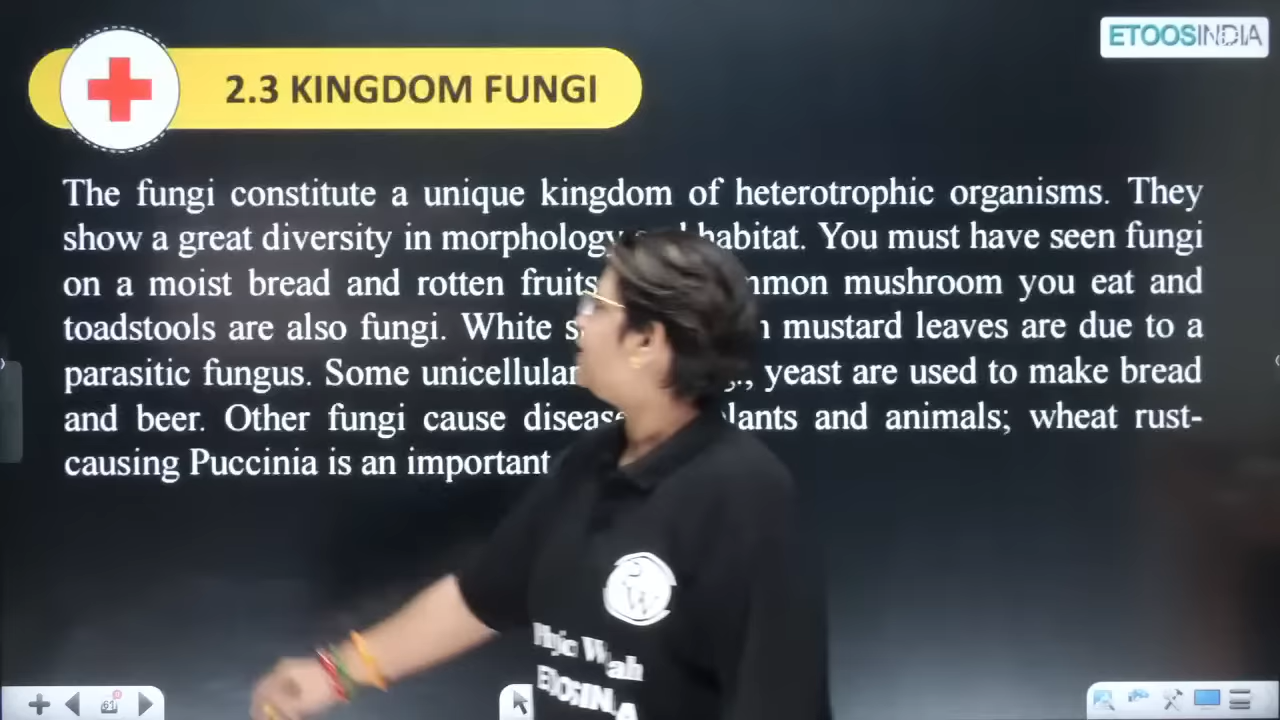 ETOOSINDIA
2.3 KINGDOM FUNGI
The fungi constitute a unique kingdom of heterotrophic organisms. They
show a great diversity in morphology habitat. You must have seen fungi
on a moist bread and rotten fruits mushroom you eat and
toadstools are also fungi. White mustard leaves are due to a
parasitic fungus. Some unicellular yeast are used to make bread
and beer. Other fungi cause and animals; wheat rust-
causing Puccinia is an important
PW
61
0